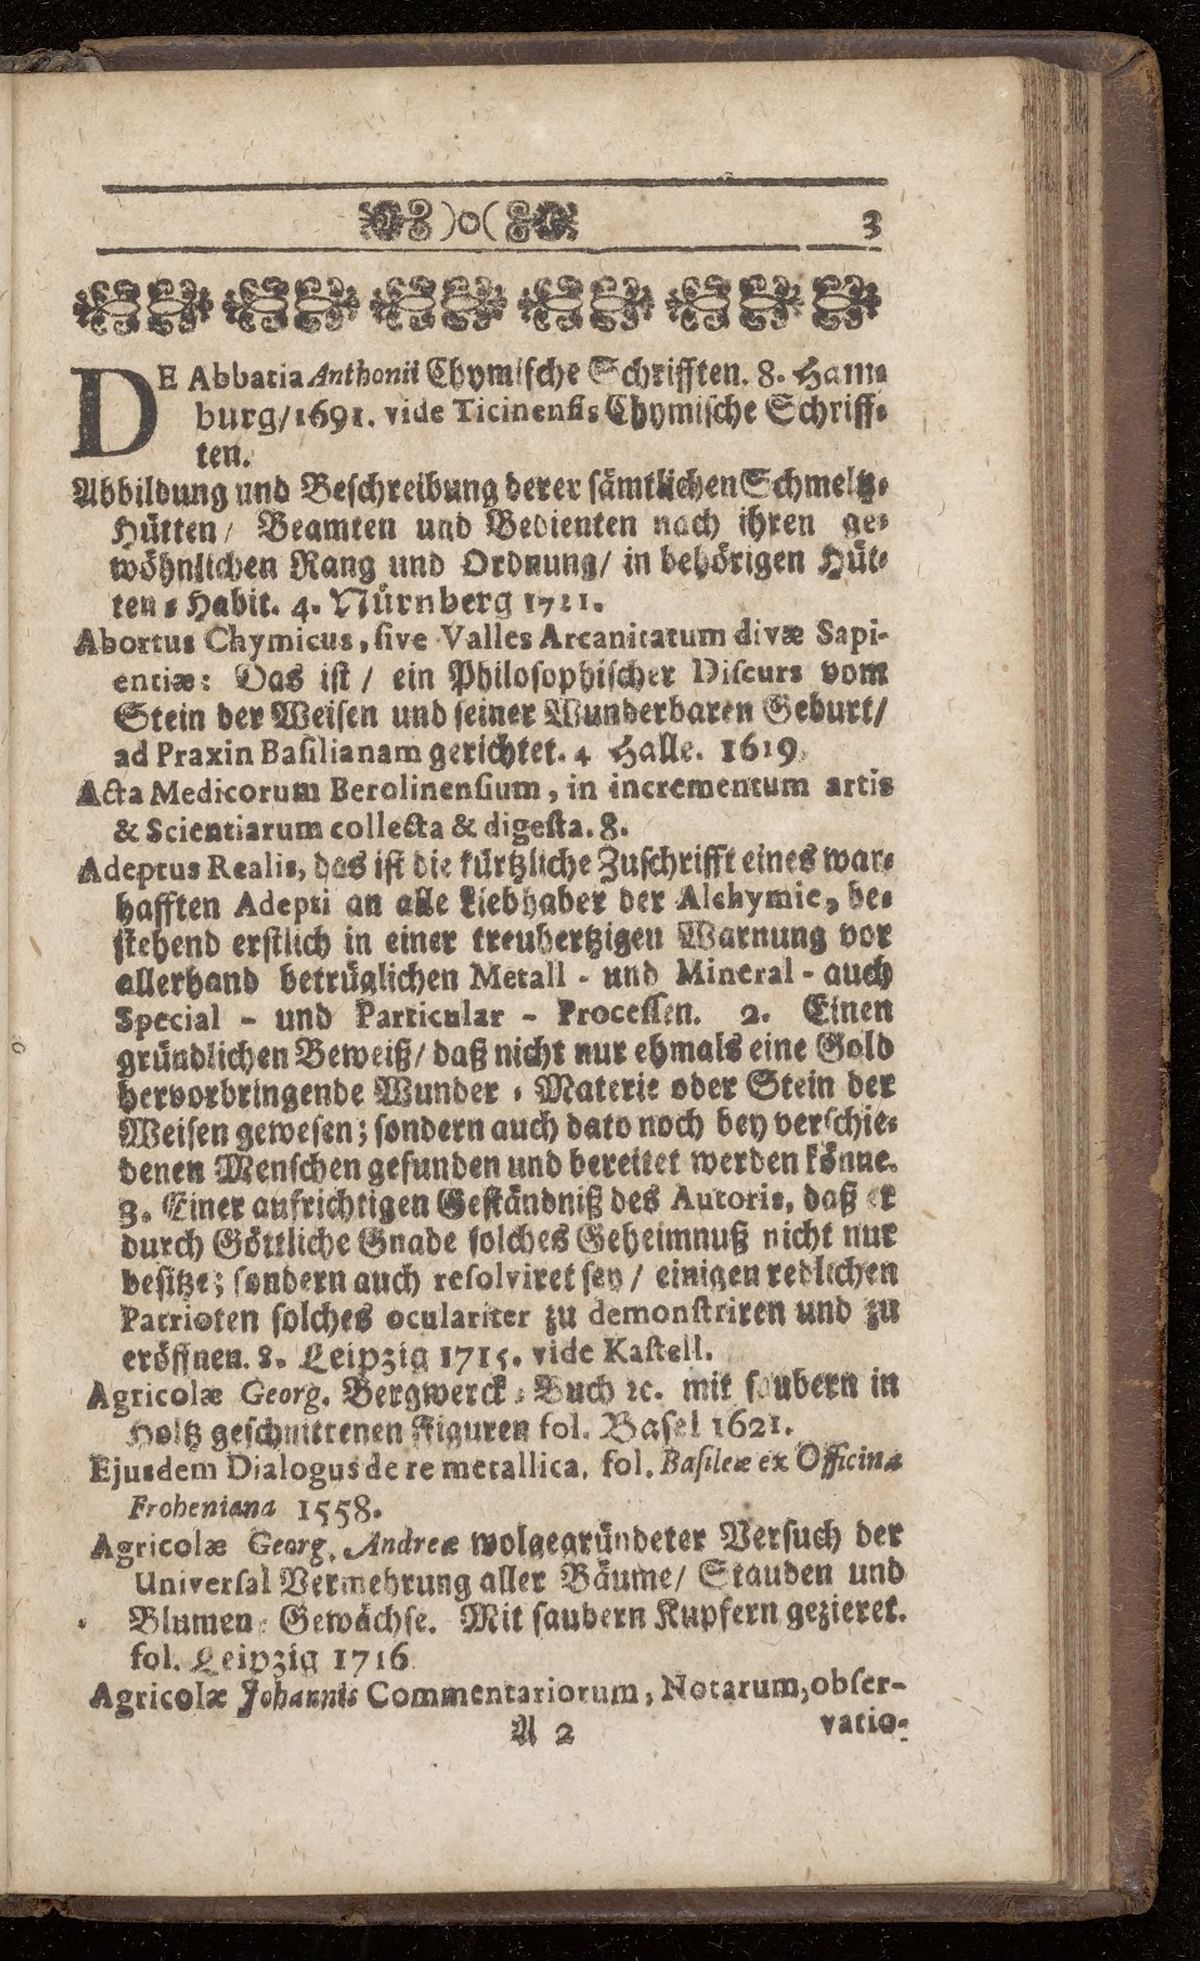 )o( 3
DE Abbatia Anthonii Chymische Schrifften. 8. Ham-
burg/1691. vide Ticinensis Chymische Schriff-
ten.
Abbildung und Beschreibung derer sämtlichen Schmeltz-
Hütten/ Beamten und Bedienten nach ihren ge-
wöhnlichen Rang und Ordnung/ in behörigen Hüt-
ten-Habit. 4. Nürnberg 1721.
Abortus Chymicus, sive Valles Arcanitatum divæ Sapi-
entiæ: Das ist / ein Philosophischer Discurs vom
Stein der Weisen und seiner Wunderbaren Geburt/
ad Praxin Basilianam gerichtet. 4 Halle. 1619.
Acta Medicorum Berolinensium, in incrementum artis
& Scientiarum collecta & digesta. 8.
Adeptus Realis, das ist die kürtzliche Zuschrifft eines war-
hafften Adepti an alle Liebhaber der Alchymie, be-
stehend erstlich in einer treuhertzigen Warnung vor
allerhand betrüglichen Metall - und Mineral - auch
Special - und Particular - Processen. 2. Einen
gründlichen Beweiß/ daß nicht nur ehmals eine Gold
hervorbringende Wunder-Materie oder Stein der
Weisen gewesen; sondern auch dato noch bey verschie-
denen Menschen gefunden und bereitet werden könne.
3. Einer aufrichtigen Geständniß des Autoris, daß er
durch Göttliche Gnade solches Geheimnuß nicht nur
besitze; sondern auch resolviret sey / einigen redlichen
Patrioten solches oculariter zu demonstriren und zu
eröffnen. 8. Leipzig 1715. vide Kastell.
Agricolæ Georg. Bergwerck-Buch ꝛc. mit saubern in
Holtz geschnittenen Figuren fol. Basel 1621.
Ejusdem Dialogus de re metallica. fol. Basileæ ex Officina
Frobeniana 1558.
Agricolæ Georg. Andreæ wolgegründeter Versuch der
Universal Vermehrung aller Bäume/ Stauden und
Blumen-Gewächse. Mit saubern Kupfern gezieret.
fol. Leipzig 1716
Agricolæ Johannis Commentariorum, Notarum, obser-
A 2 vatio-